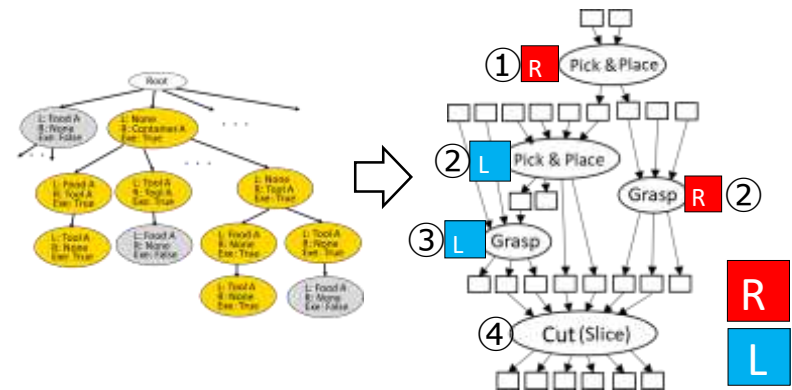 Root
L: Food A
R: None
Exe: False
L: None
R: Container A
Exe: True
. . .
. . .
. . .
L: Food A
R: Tool A
Exe: True
L: Tool A
R: Tool A
Exe: True
L: None
R: Tool A
Exe: True
L: Tool A
R: None
Exe: True
L: Food A
R: None
Exe: False
L: Food A
R: None
Exe: True
L: Tool A
R: None
Exe: True
L: Tool A
R: None
Exe: True
L: Food A
R: None
Exe: False
① R Pick & Place
② L Pick & Place
Grasp R ②
③ L Grasp
④ Cut (Slice)
R
L